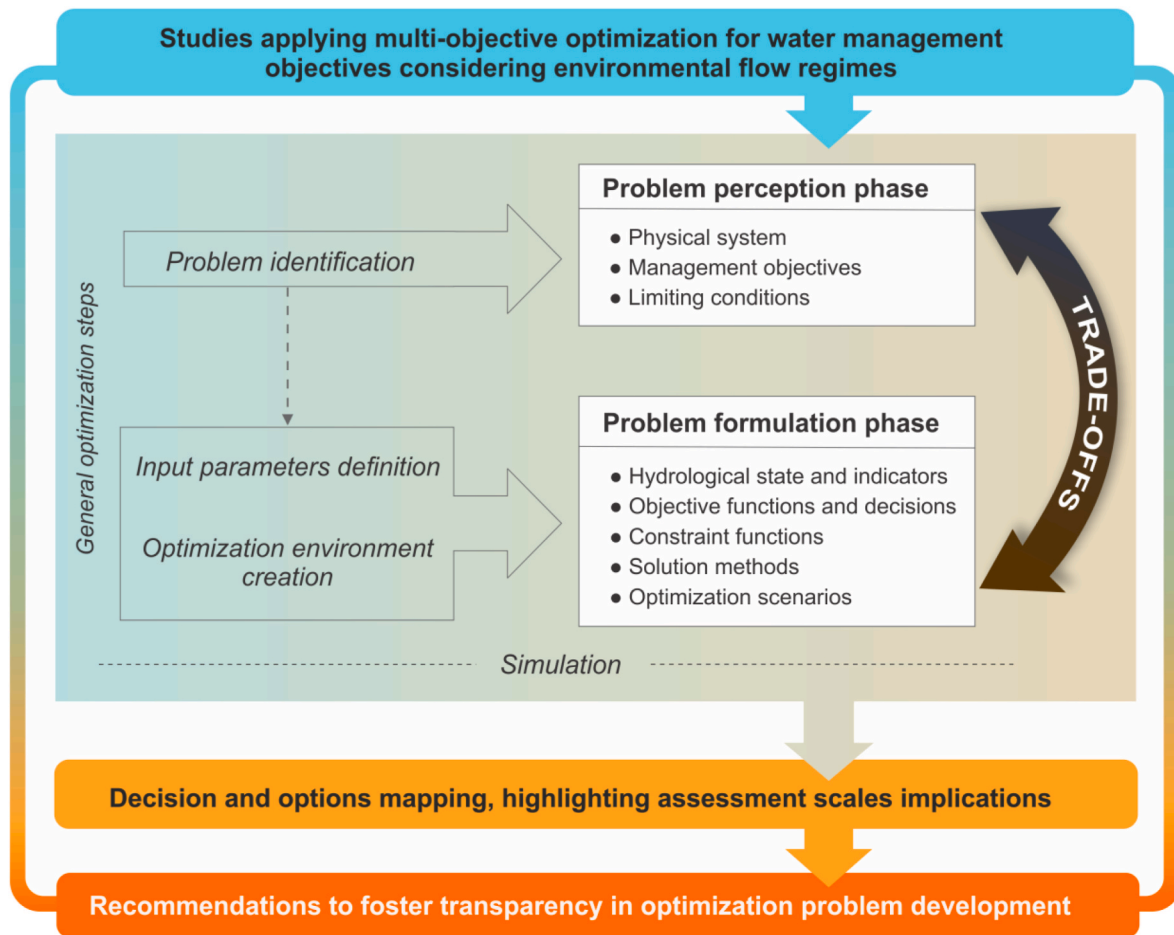 Studies applying multi-objective optimization for water management
objectives considering environmental flow regimes
General optimization steps
Problem identification
Problem perception phase
● Physical system
● Management objectives
● Limiting conditions
TRADE-OFFS
Input parameters definition
Optimization environment
creation
Problem formulation phase
● Hydrological state and indicators
● Objective functions and decisions
● Constraint functions
● Solution methods
● Optimization scenarios
Simulation
Decision and options mapping, highlighting assessment scales implications
Recommendations to foster transparency in optimization problem development